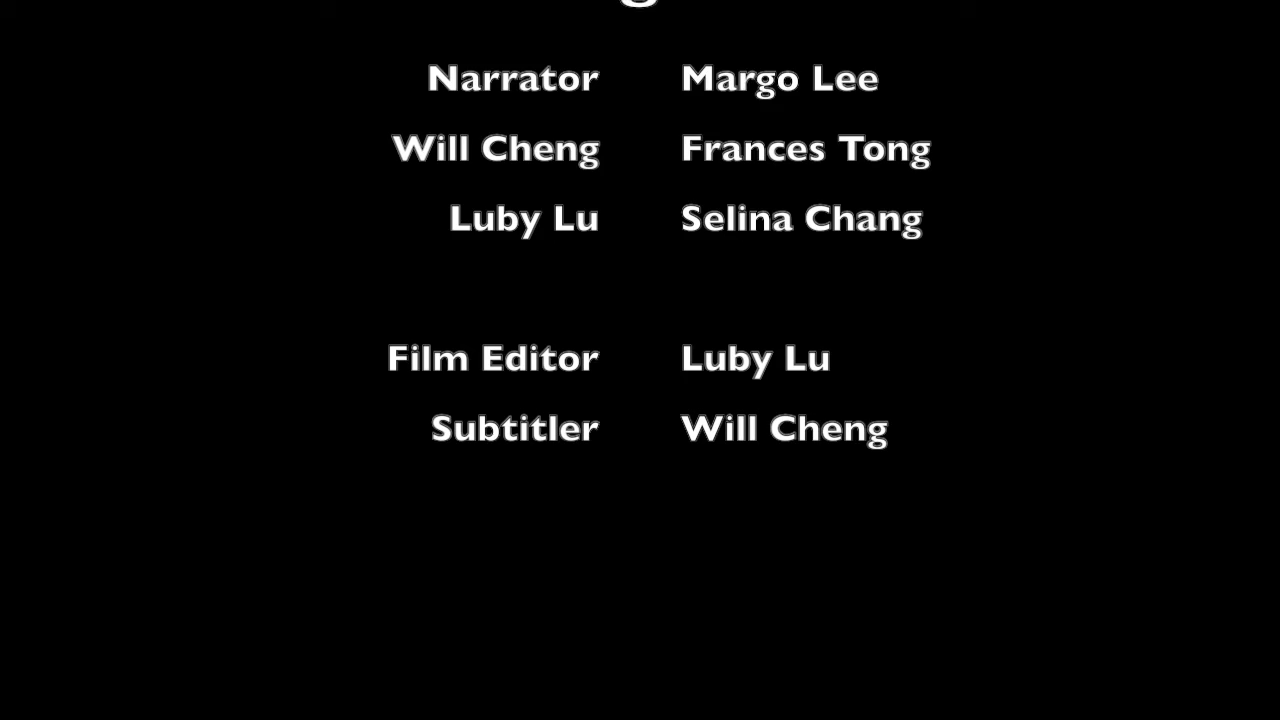 Narrator Margo Lee
Will Cheng Frances Tong
Luby Lu Selina Chang
Film Editor Luby Lu
Subtitler Will Cheng